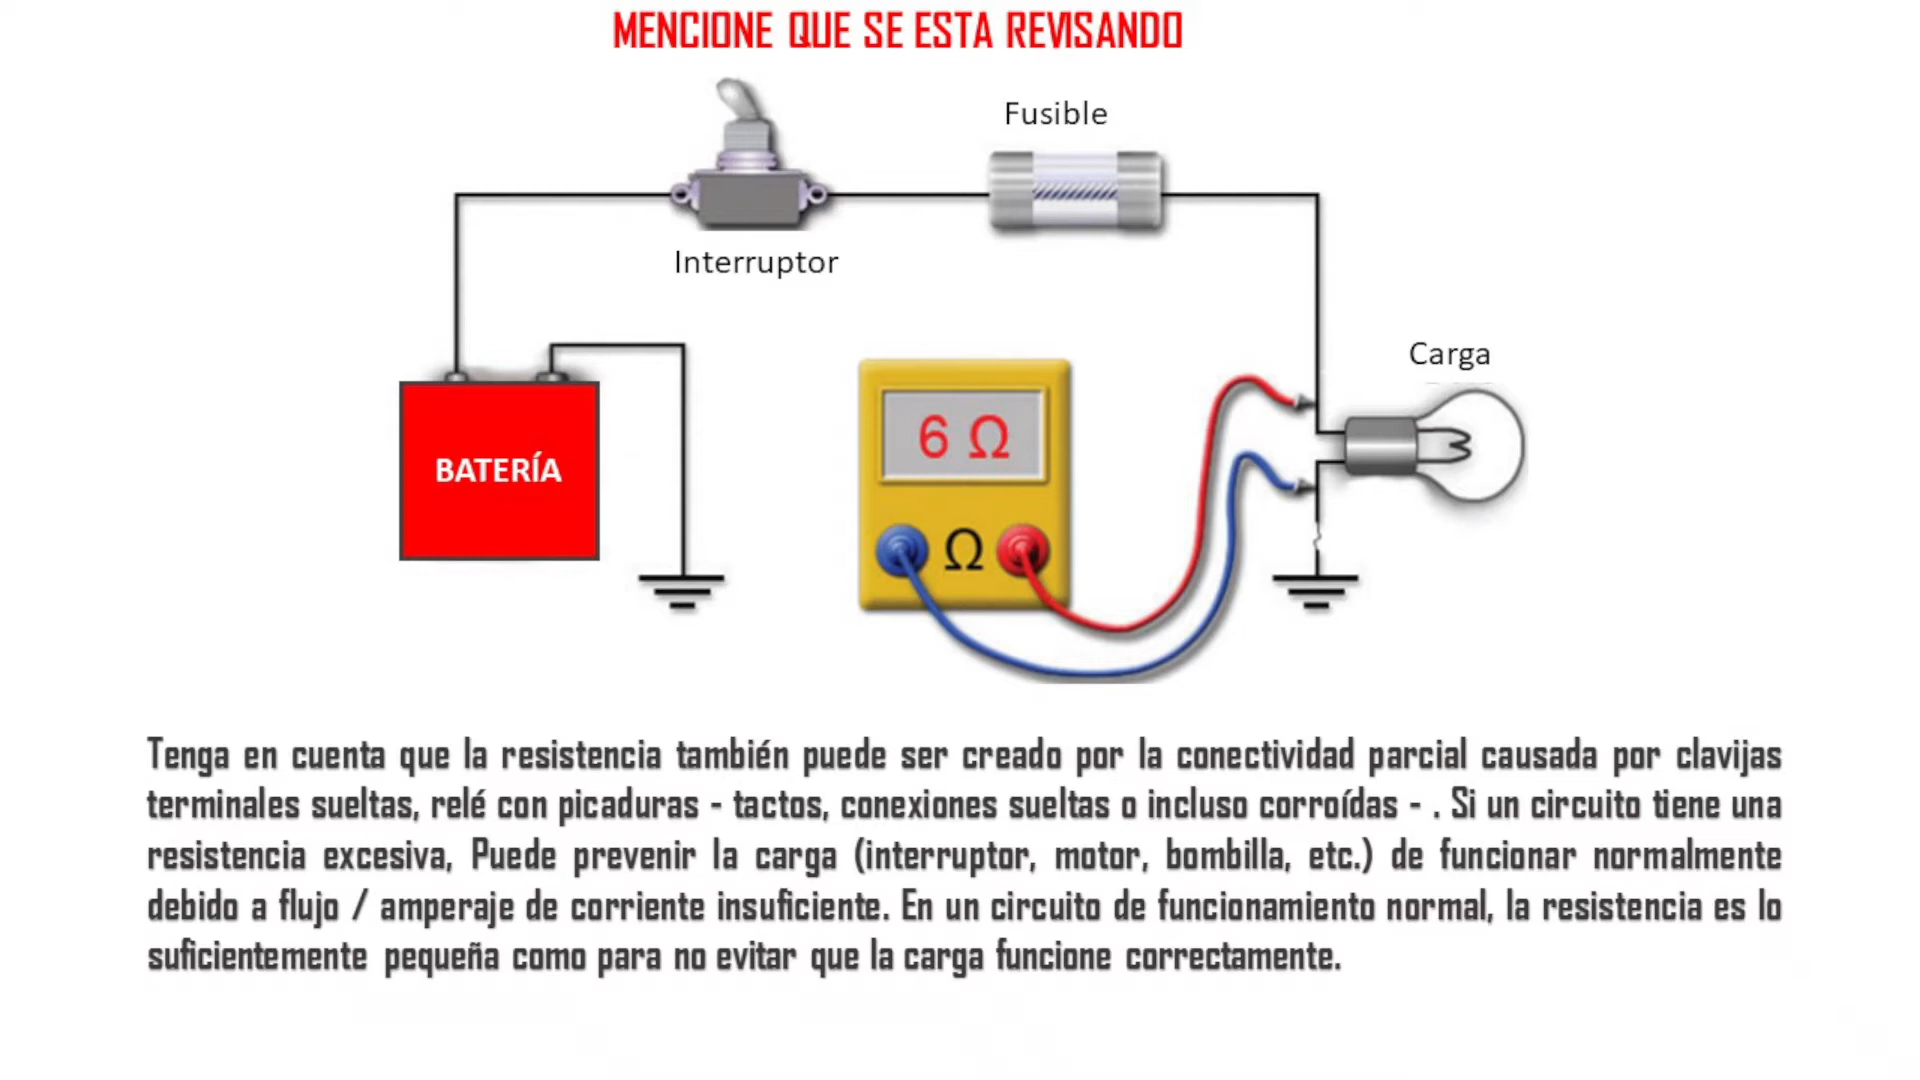 MENCIONE QUE SE ESTA REVISANDO
Fusible
Interruptor
Carga
6 Ω
BATERÍA
Ω
Tenga en cuenta que la resistencia también puede ser creado por la conectividad parcial causada por clavijas
terminales sueltas, relé con picaduras - tactos, conexiones sueltas o incluso corroídas - . Si un circuito tiene una
resistencia excesiva, Puede prevenir la carga (interruptor, motor, bombilla, etc.) de funcionar normalmente
debido a flujo / amperaje de corriente insuficiente. En un circuito de funcionamiento normal, la resistencia es lo
suficientemente pequeña como para no evitar que la carga funcione correctamente.